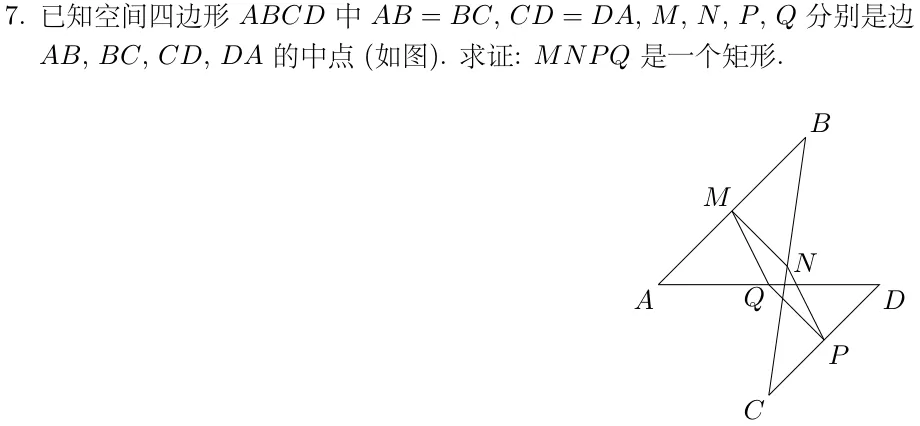 7. 已知空间四边形 ABCD 中 AB = BC, CD = DA, M, N, P, Q 分别是边
AB, BC, CD, DA 的中点 (如图). 求证: MNPQ 是一个矩形.
B
M
N
A
Q
D
P
C